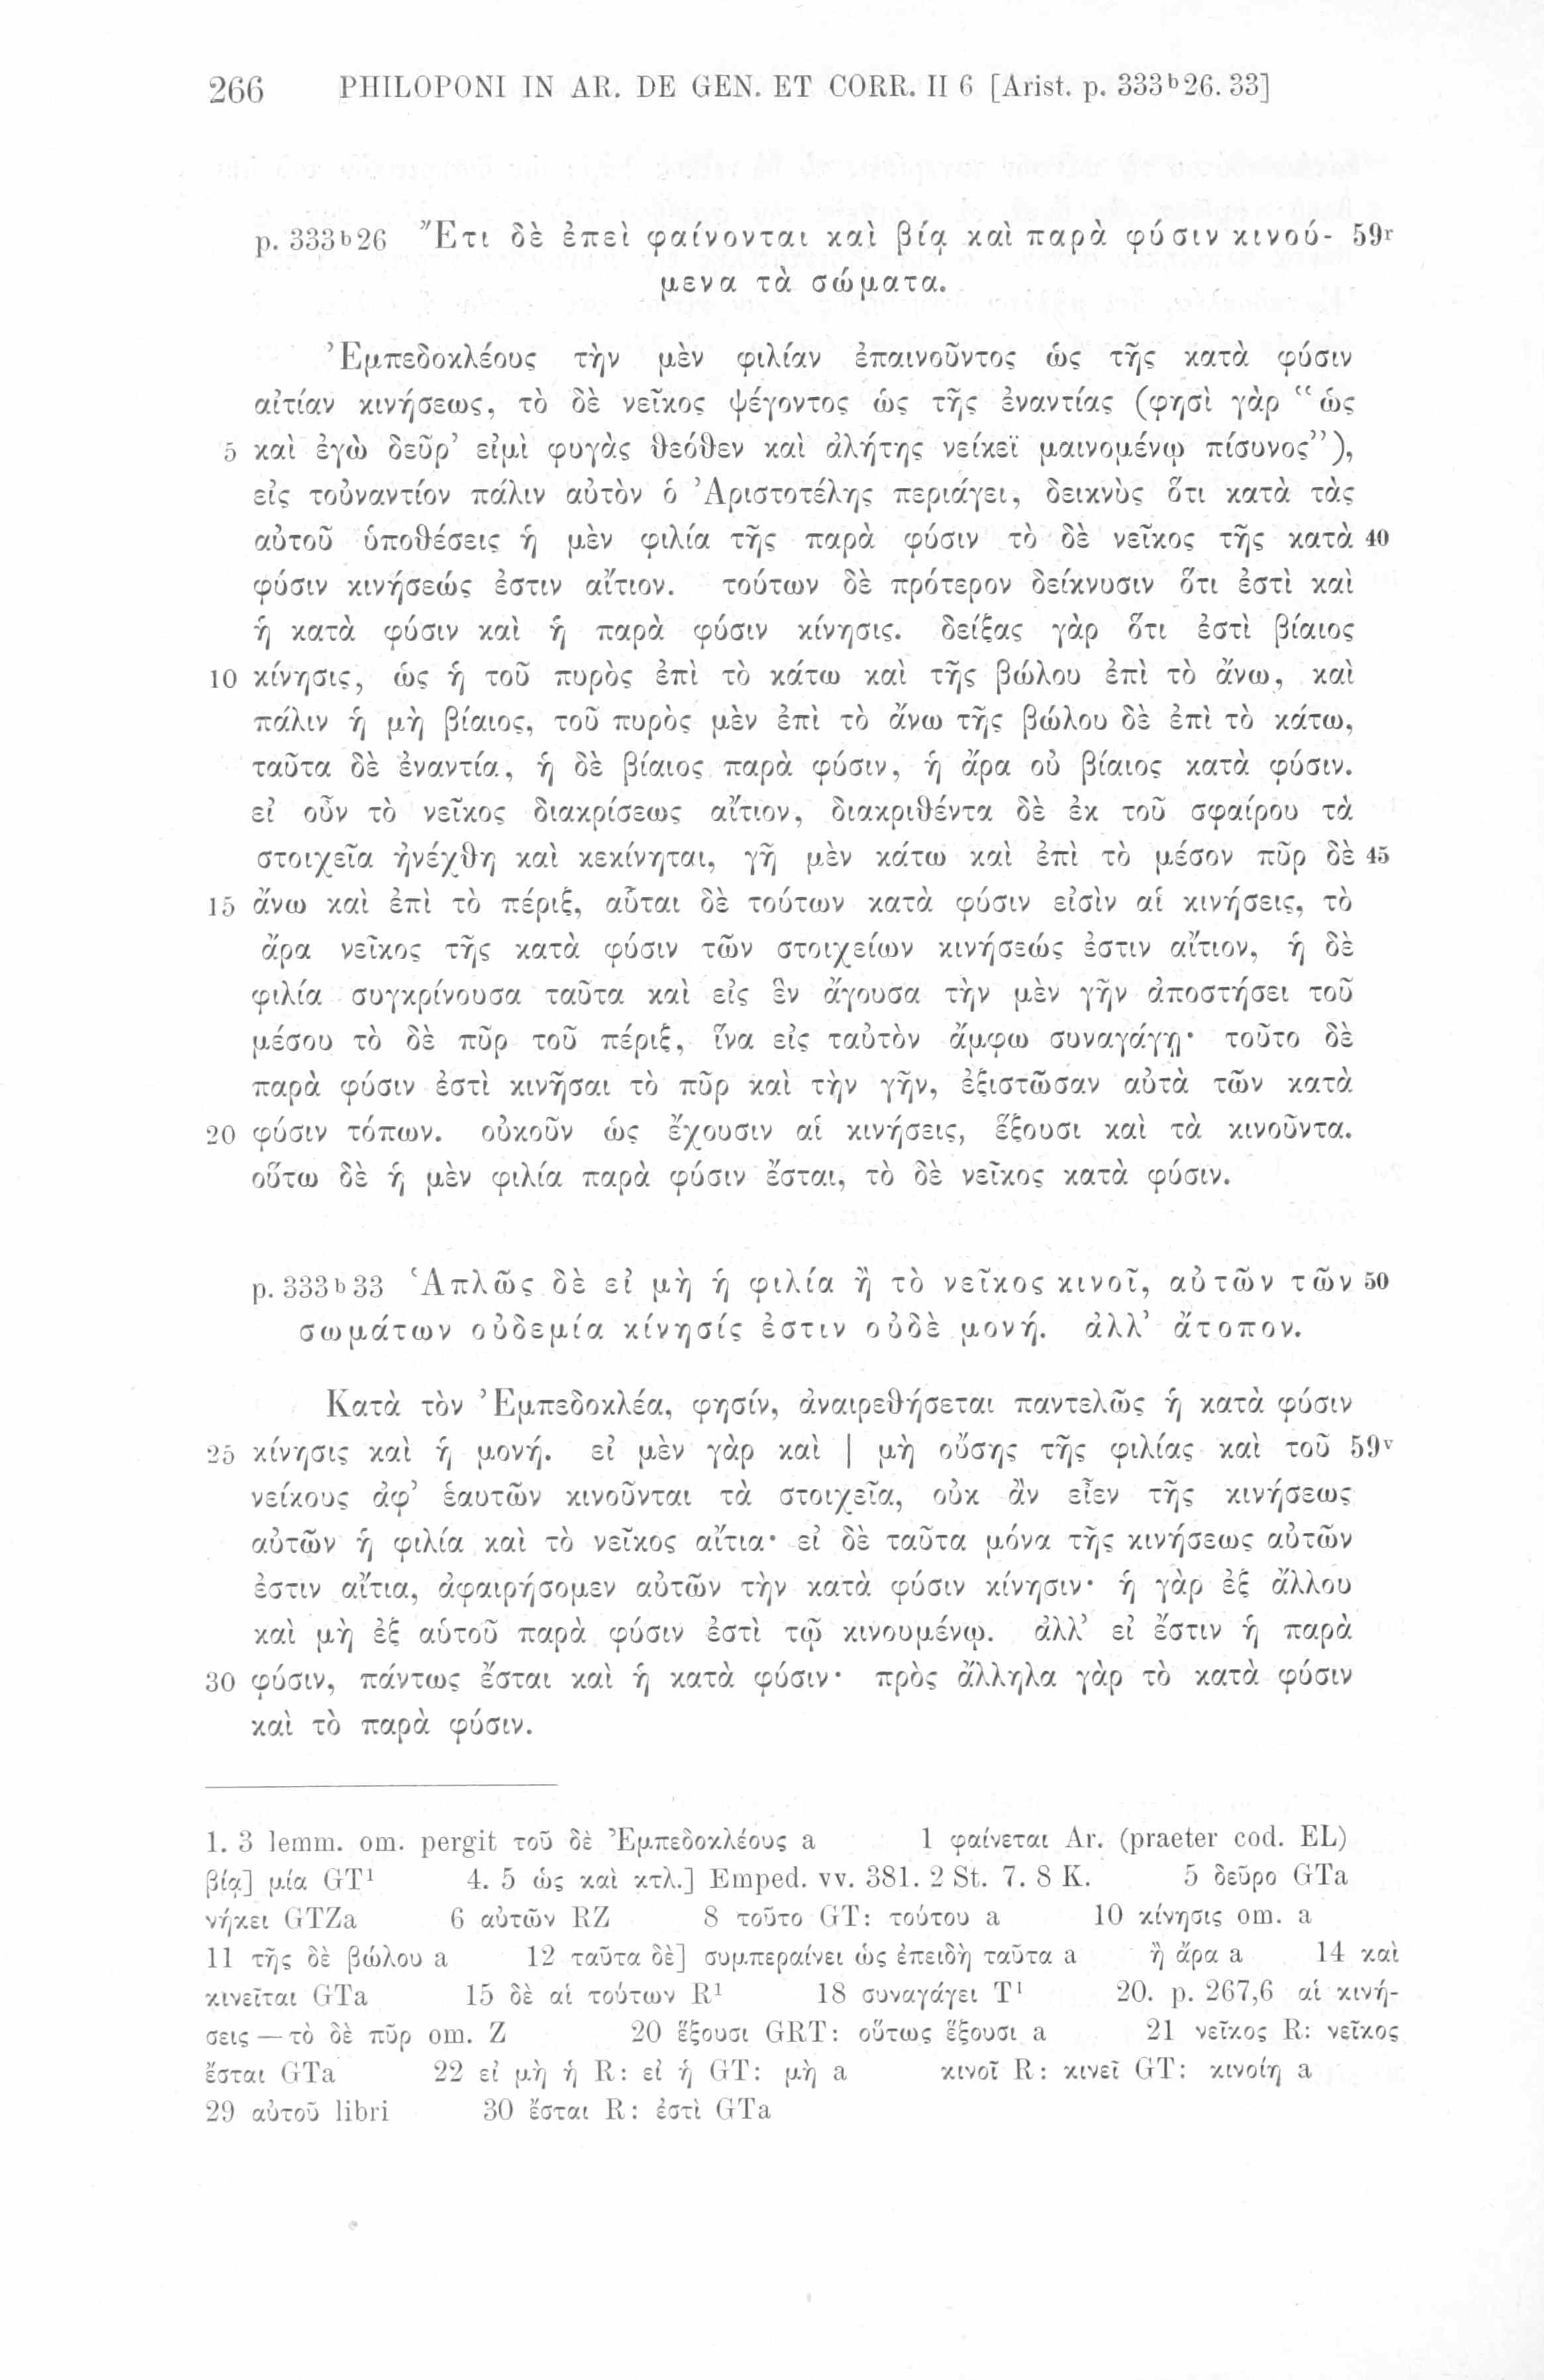 266 PHILOPONI IN AR. DE GEN. ET CORR. II 6 [Arist. p. 333ᵇ26. 33]
p. 333ᵇ26 Ἔτι δὲ ἐπεὶ φαίνονται καὶ βίᾳ καὶ παρὰ φύσιν κινού- 59ʳ
μενα τὰ σώματα.
Ἐμπεδοκλέους τὴν μὲν φιλίαν ἐπαινοῦντος ὡς τῆς κατὰ φύσιν
αἰτίαν κινήσεως, τὸ δὲ νεῖκος ψέγοντος ὡς τῆς ἐναντίας (φησὶ γὰρ “ὡς
5 καὶ ἐγὼ δεῦρ’ εἰμὶ φυγὰς θεόθεν καὶ ἀλήτης νείκεϊ μαινομένῳ πίσυνος”),
εἰς τοὐναντίον πάλιν αὐτὸν ὁ Ἀριστοτέλης περιάγει, δεικνὺς ὅτι κατὰ τὰς
αὐτοῦ ὑποθέσεις ἡ μὲν φιλία τῆς παρὰ φύσιν τὸ δὲ νεῖκος τῆς κατὰ 40
φύσιν κινήσεώς ἐστιν αἴτιον. τούτων δὲ πρότερον δείκνυσιν ὅτι ἐστὶ καὶ
ἡ κατὰ φύσιν καὶ ἡ παρὰ φύσιν κίνησις. δείξας γὰρ ὅτι ἐστὶ βίαιος
10 κίνησις, ὡς ἡ τοῦ πυρὸς ἐπὶ τὸ κάτω καὶ τῆς βώλου ἐπὶ τὸ ἄνω, καὶ
πάλιν ἡ μὴ βίαιος, τοῦ πυρὸς μὲν ἐπὶ τὸ ἄνω τῆς βώλου δὲ ἐπὶ τὸ κάτω,
ταῦτα δὲ ἐναντία, ἡ δὲ βίαιος παρὰ φύσιν, ἡ ἄρα οὐ βίαιος κατὰ φύσιν.
εἰ οὖν τὸ νεῖκος διακρίσεως αἴτιον, διακριθέντα δὲ ἐκ τοῦ σφαίρου τὰ
στοιχεῖα ἠνέχθη καὶ κεκίνηται, γῆ μὲν κάτω καὶ ἐπὶ τὸ μέσον πῦρ δὲ 45
15 ἄνω καὶ ἐπὶ τὸ πέριξ, αὗται δὲ τούτων κατὰ φύσιν εἰσὶν αἱ κινήσεις, τὸ
ἄρα νεῖκος τῆς κατὰ φύσιν τῶν στοιχείων κινήσεώς ἐστιν αἴτιον, ἡ δὲ
φιλία συγκρίνουσα ταῦτα καὶ εἰς ἓν ἄγουσα τὴν μὲν γῆν ἀποστήσει τοῦ
μέσου τὸ δὲ πῦρ τοῦ πέριξ, ἵνα εἰς ταὐτὸν ἄμφω συναγάγῃ· τοῦτο δὲ
παρὰ φύσιν ἐστὶ κινῆσαι τὸ πῦρ καὶ τὴν γῆν, ἐξιστῶσαν αὐτὰ τῶν κατὰ
20 φύσιν τόπων. οὐκοῦν ὡς ἔχουσιν αἱ κινήσεις, ἕξουσι καὶ τὰ κινοῦντα.
οὕτω δὲ ἡ μὲν φιλία παρὰ φύσιν ἔσται, τὸ δὲ νεῖκος κατὰ φύσιν.
p. 333ᵇ33 Ἁπλῶς δὲ εἰ μὴ ἡ φιλία ἢ τὸ νεῖκος κινοῖ, αὐτῶν τῶν 50
σωμάτων οὐδεμία κίνησίς ἐστιν οὐδὲ μονή. ἀλλ’ ἄτοπον.
Κατὰ τὸν Ἐμπεδοκλέα, φησίν, ἀναιρεθήσεται παντελῶς ἡ κατὰ φύσιν
25 κίνησις καὶ ἡ μονή. εἰ μὲν γὰρ καὶ | μὴ οὔσης τῆς φιλίας καὶ τοῦ 59ᵛ
νείκους ἀφ’ ἑαυτῶν κινοῦνται τὰ στοιχεῖα, οὐκ ἂν εἶεν τῆς κινήσεως
αὐτῶν ἡ φιλία καὶ τὸ νεῖκος αἴτια· εἰ δὲ ταῦτα μόνα τῆς κινήσεως αὐτῶν
ἐστιν αἴτια, ἀφαιρήσομεν αὐτῶν τὴν κατὰ φύσιν κίνησιν· ἡ γὰρ ἐξ ἄλλου
καὶ μὴ ἐξ αὑτοῦ παρὰ φύσιν ἐστὶ τῷ κινουμένῳ. ἀλλ’ εἰ ἔστιν ἡ παρὰ
30 φύσιν, πάντως ἔσται καὶ ἡ κατὰ φύσιν· πρὸς ἄλληλα γὰρ τὸ κατὰ φύσιν
καὶ τὸ παρὰ φύσιν.
1. 3 lemm. om. pergit τοῦ δὲ Ἐμπεδοκλέους a 1 φαίνεται Ar. (praeter cod. EL)
βίᾳ] μία GT¹ 4. 5 ὡς καὶ κτλ.] Emped. vv. 381. 2 St. 7. 8 K. 5 δεῦρο GTa
νήκει GTZa 6 αὐτῶν RZ 8 τοῦτο GT: τούτου a 10 κίνησις om. a
11 τῆς δὲ βώλου a 12 ταῦτα δὲ] συμπεραίνει ὡς ἐπειδὴ ταῦτα a ἢ ἄρα a 14 καὶ
κινεῖται GTa 15 δὲ αἱ τούτων R¹ 18 συναγάγει T¹ 20. p. 267,6 αἱ κινή-
σεις — τὸ δὲ πῦρ om. Z 20 ἕξουσι GRT: οὕτως ἕξουσι a 21 νεῖκος R: νεῖκος
ἔσται GTa 22 εἰ μὴ ἡ R: εἰ ἡ GT: μὴ a κινοῖ R: κινεῖ GT: κινοίη a
29 αὐτοῦ libri 30 ἔσται R: ἐστὶ GTa